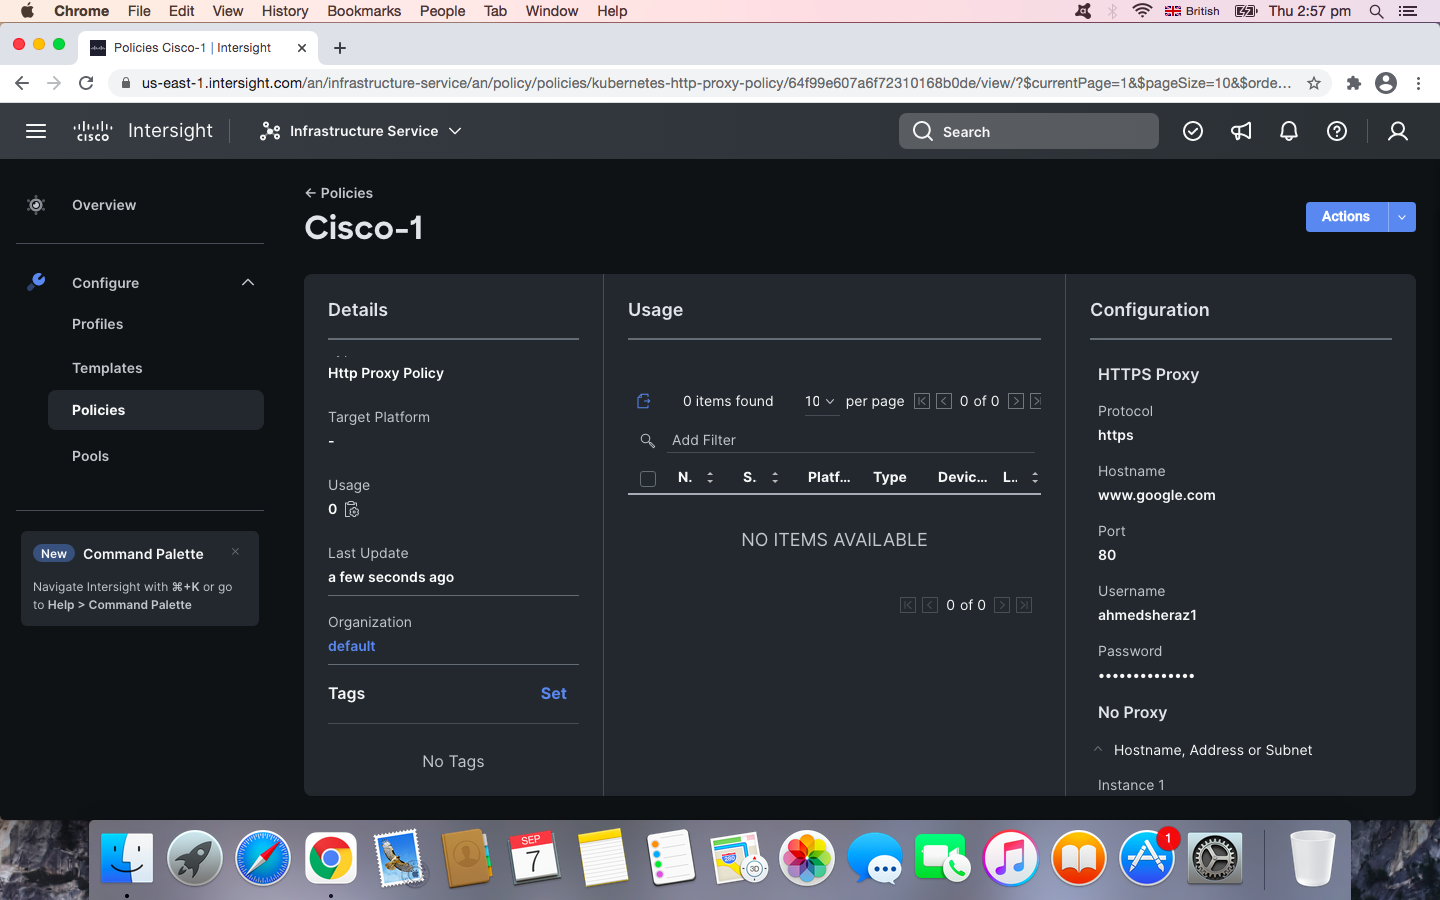 Chrome File Edit View History Bookmarks People Tab Window Help British Thu 2:57 pm
Policies Cisco-1 | Intersight
us-east-1.intersight.com/an/infrastructure-service/an/policy/policies/kubernetes-http-proxy-policy/64f99e607a6f72310168b0de/view/?$currentPage=1&$pageSize=10&$orde...
CISCO Intersight Infrastructure Service Search
Overview
Configure
Profiles
Templates
Policies
Pools
New Command Palette
Navigate Intersight with ⌘+K or go
to Help > Command Palette
← Policies
Cisco-1
Actions
Details
Http Proxy Policy
Target Platform
-
Usage
0
Last Update
a few seconds ago
Organization
default
Tags Set
No Tags
Usage
0 items found 10 per page 0 of 0
Add Filter
N. S. Platf... Type Devic... L..
NO ITEMS AVAILABLE
0 of 0
Configuration
HTTPS Proxy
Protocol
https
Hostname
www.google.com
Port
80
Username
ahmedsheraz1
Password
••••••••••••••
No Proxy
Hostname, Address or Subnet
Instance 1
SEP
7
280
3D
1